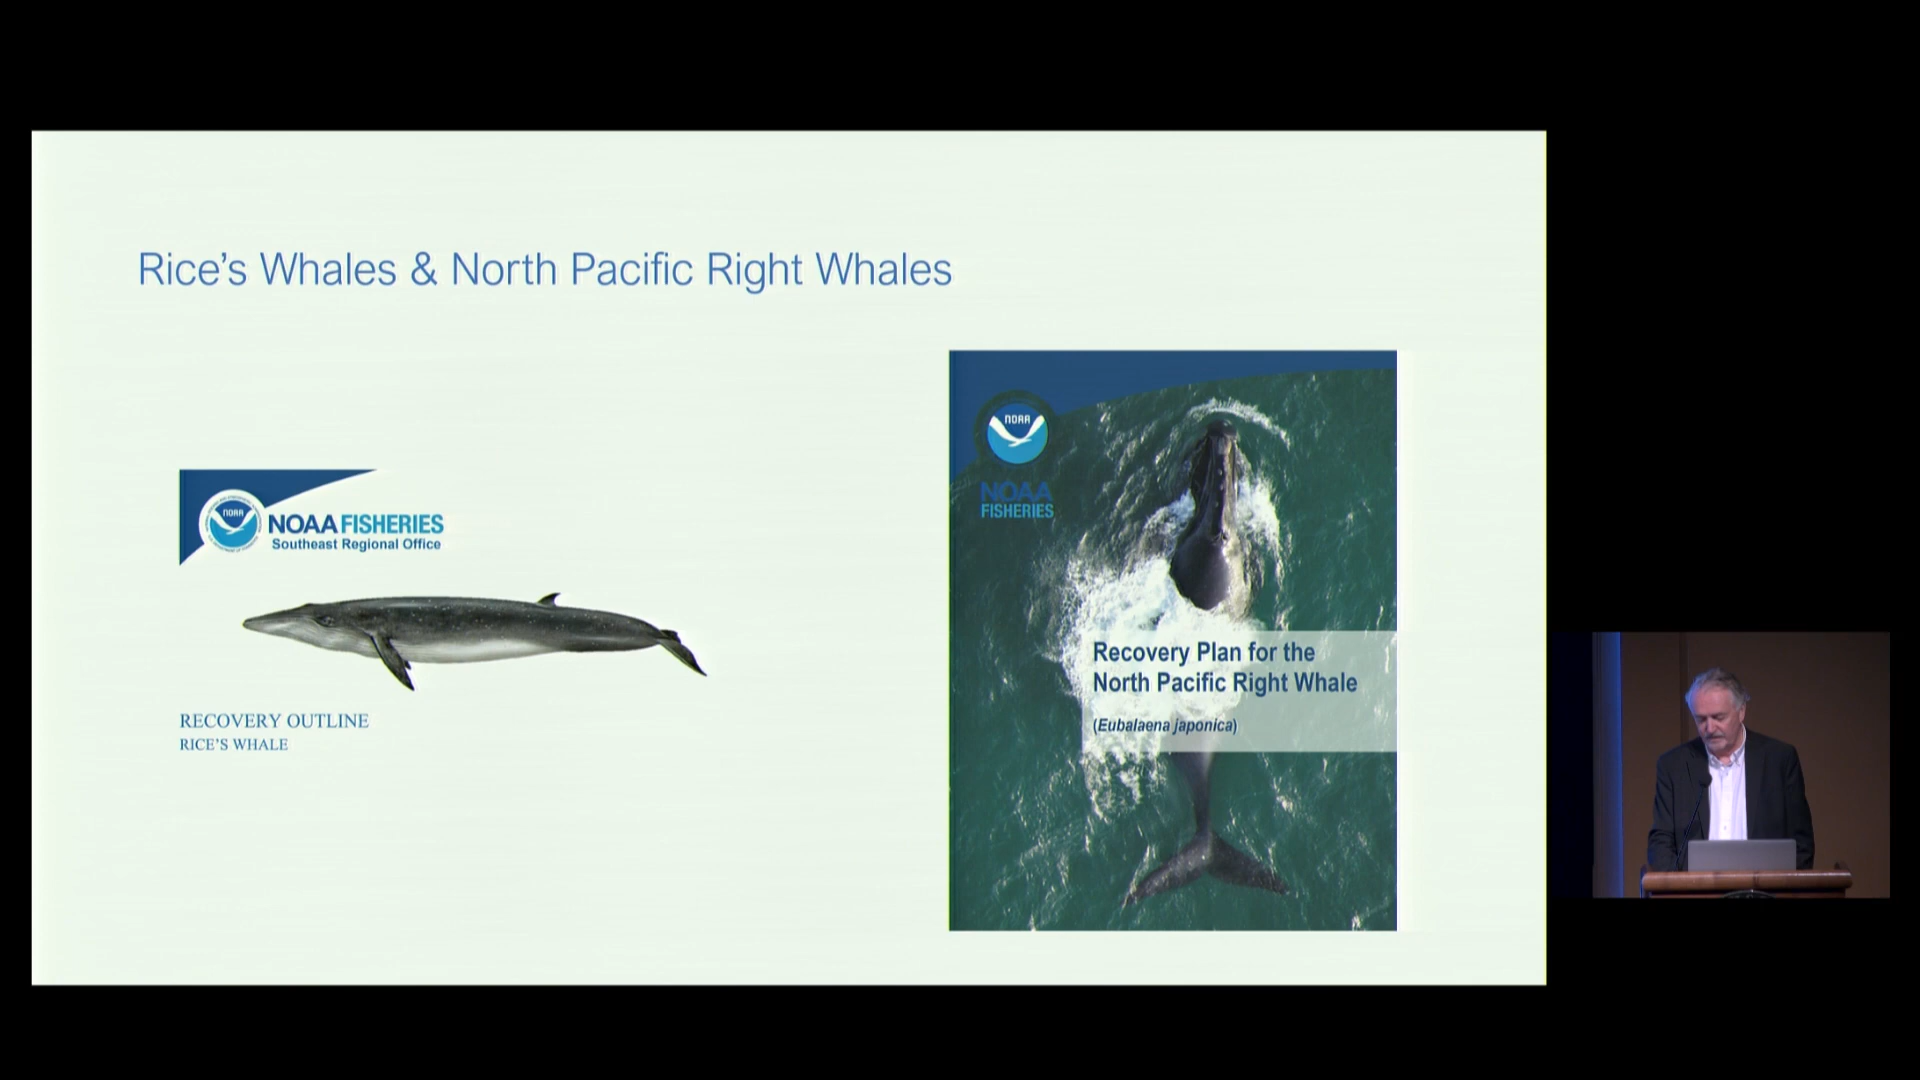 Rice's Whales & North Pacific Right Whales
NOAA
NOAA FISHERIES
Southeast Regional Office
RECOVERY OUTLINE
RICE'S WHALE
NOAA
NOAA
FISHERIES
Recovery Plan for the
North Pacific Right Whale
(Eubalaena japonica)